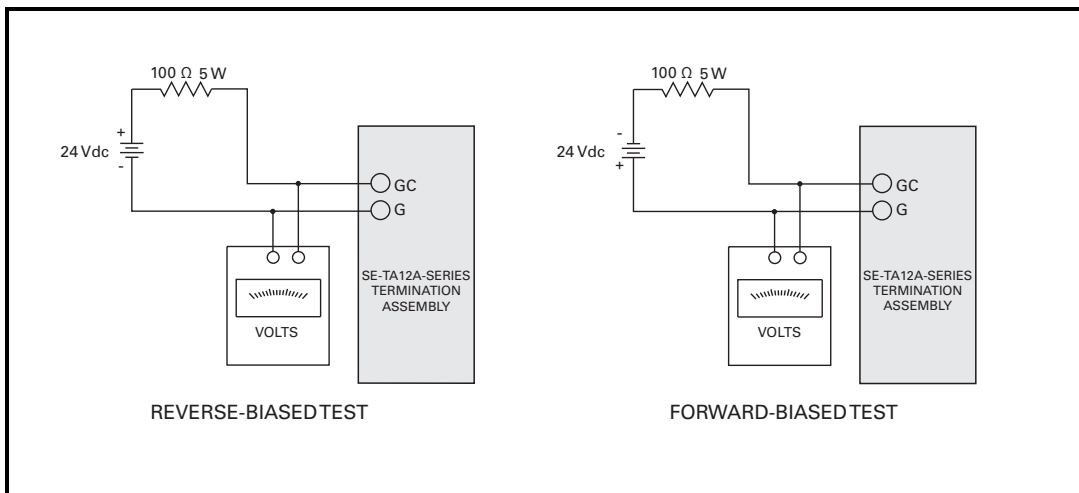 100 Ω 5 W
+
24 Vdc
-
GC
G
SE-TA12A-SERIES
TERMINATION
ASSEMBLY
VOLTS
REVERSE-BIASED TEST
100 Ω 5 W
-
24 Vdc
+
GC
G
SE-TA12A-SERIES
TERMINATION
ASSEMBLY
VOLTS
FORWARD-BIASED TEST